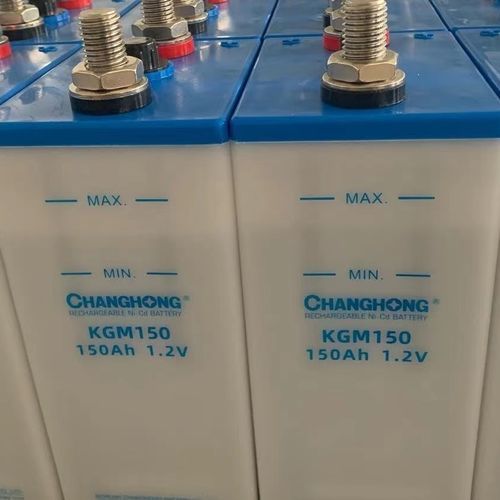 MAX.
MIN.
CHANGHONG®
RECHARGEABLE Ni-Cd BATTERY
KGM150
150Ah 1.2V
MAX.
MIN.
CHANGHONG®
RECHARGEABLE Ni-Cd BATTERY
KGM150
150Ah 1.2V